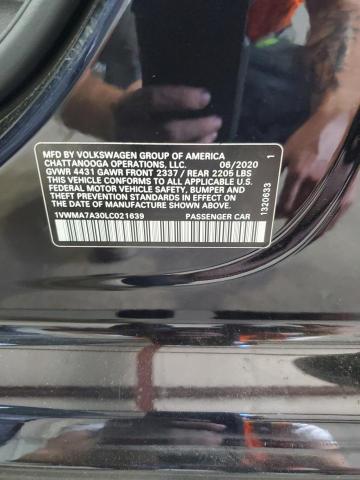 MFD BY VOLKSWAGEN GROUP OF AMERICA
CHATTANOOGA OPERATIONS, LLC. 06/2020
GVWR 4431 GAWR FRONT 2337 / REAR 2205 LBS
THIS VEHICLE CONFORMS TO ALL APPLICABLE U.S.
FEDERAL MOTOR VEHICLE SAFETY, BUMPER AND
THEFT PREVENTION STANDARDS IN EFFECT ON THE
DATE OF MANUFACTURE SHOWN ABOVE.
1VWMA7A30LC021639 PASSENGER CAR
1320633
1